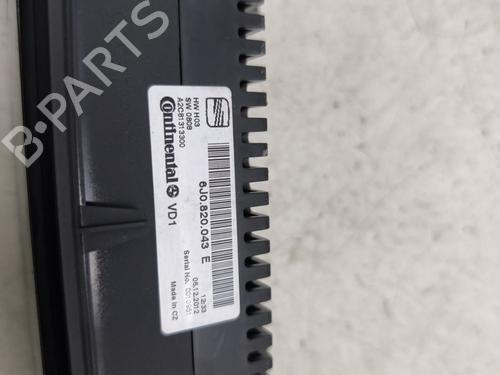 HW H03
SW 0808
A2C81313300
Continental VD1
6J0.820.043 E
12:33
05.12.2012
Serial No.
Made in CZ
B-PARTS